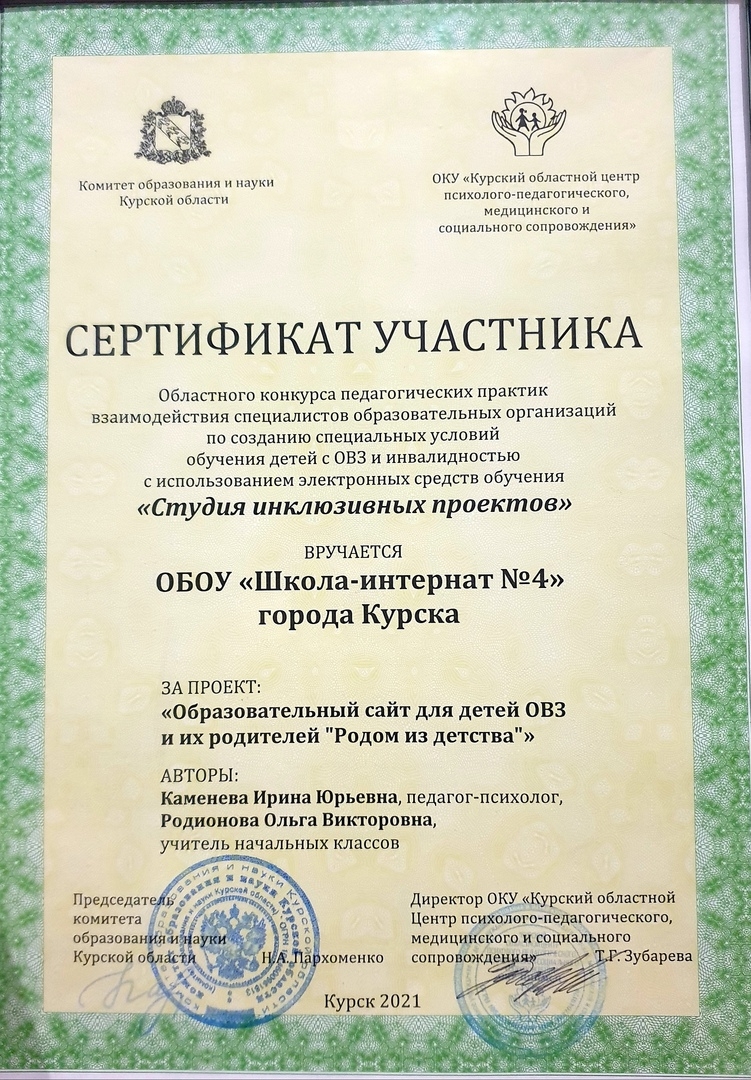 Комитет образования и науки
Курской области
ОКУ «Курский областной центр
психолого-педагогического,
медицинского и
социального сопровождения»
СЕРТИФИКАТ УЧАСТНИКА
Областного конкурса педагогических практик
взаимодействия специалистов образовательных организаций
по созданию специальных условий
обучения детей с ОВЗ и инвалидностью
с использованием электронных средств обучения
«Студия инклюзивных проектов»
ВРУЧАЕТСЯ
ОБОУ «Школа-интернат №4»
города Курска
ЗА ПРОЕКТ:
«Образовательный сайт для детей ОВЗ
и их родителей "Родом из детства"»
АВТОРЫ:
Каменева Ирина Юрьевна, педагог-психолог,
Родионова Ольга Викторовна,
учитель начальных классов
Председатель
комитета
образования и науки
Курской области Н.А. Пархоменко
Директор ОКУ «Курский областной
Центр психолого-педагогического,
медицинского и социального
сопровождения» Т.Г. Зубарева
Курск 2021